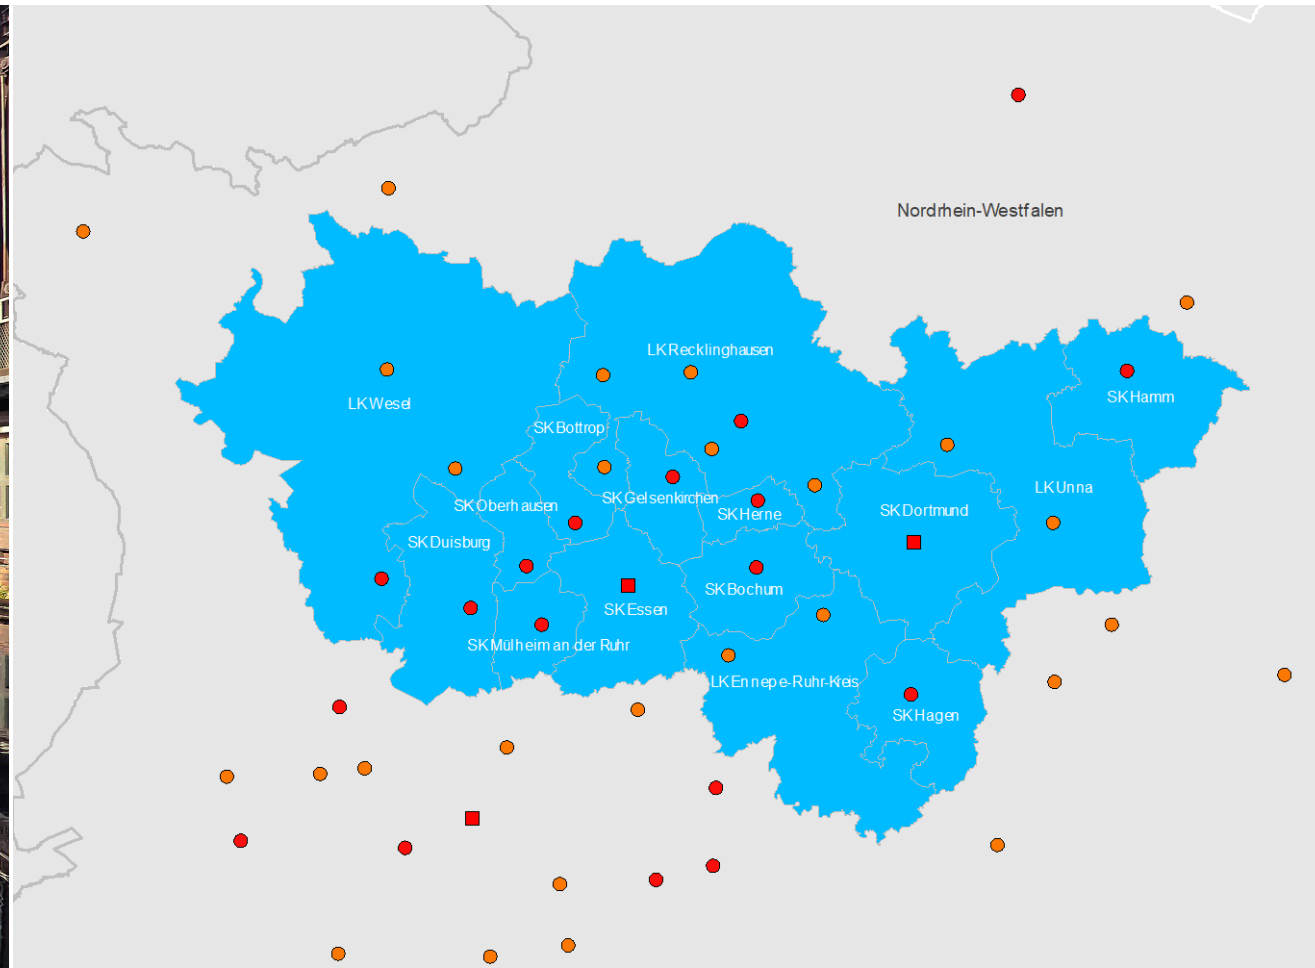 Nordrhein-Westfalen
LK Recklinghausen
SK Hamm
LK Wesel
SK Bottrop
LK Unna
SK Gelsenkirchen
SK Oberhausen
SK Herne
SK Dortmund
SK Duisburg
SK Bochum
SK Essen
SK Mülheim an der Ruhr
LK Ennepe-Ruhr-Kreis
SK Hagen